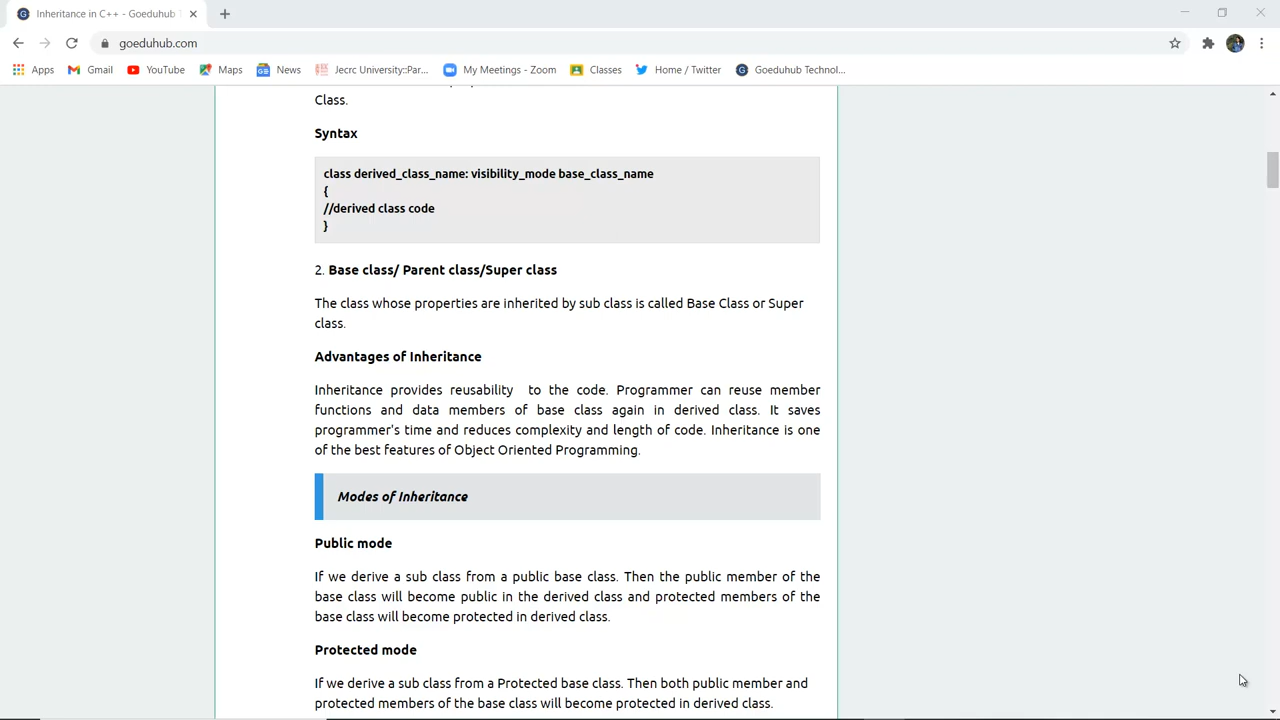 Inheritance in C++ - Goeduhub
goeduhub.com
Apps
Gmail
YouTube
Maps
News
Jecrc University::Par...
My Meetings - Zoom
Classes
Home / Twitter
Goeduhub Technol...
Class.
Syntax
class derived_class_name: visibility_mode base_class_name
{
//derived class code
}
2. Base class/ Parent class/Super class
The class whose properties are inherited by sub class is called Base Class or Super
class.
Advantages of Inheritance
Inheritance provides reusability to the code. Programmer can reuse member
functions and data members of base class again in derived class. It saves
programmer's time and reduces complexity and length of code. Inheritance is one
of the best features of Object Oriented Programming.
Modes of Inheritance
Public mode
If we derive a sub class from a public base class. Then the public member of the
base class will become public in the derived class and protected members of the
base class will become protected in derived class.
Protected mode
If we derive a sub class from a Protected base class. Then both public member and
protected members of the base class will become protected in derived class.